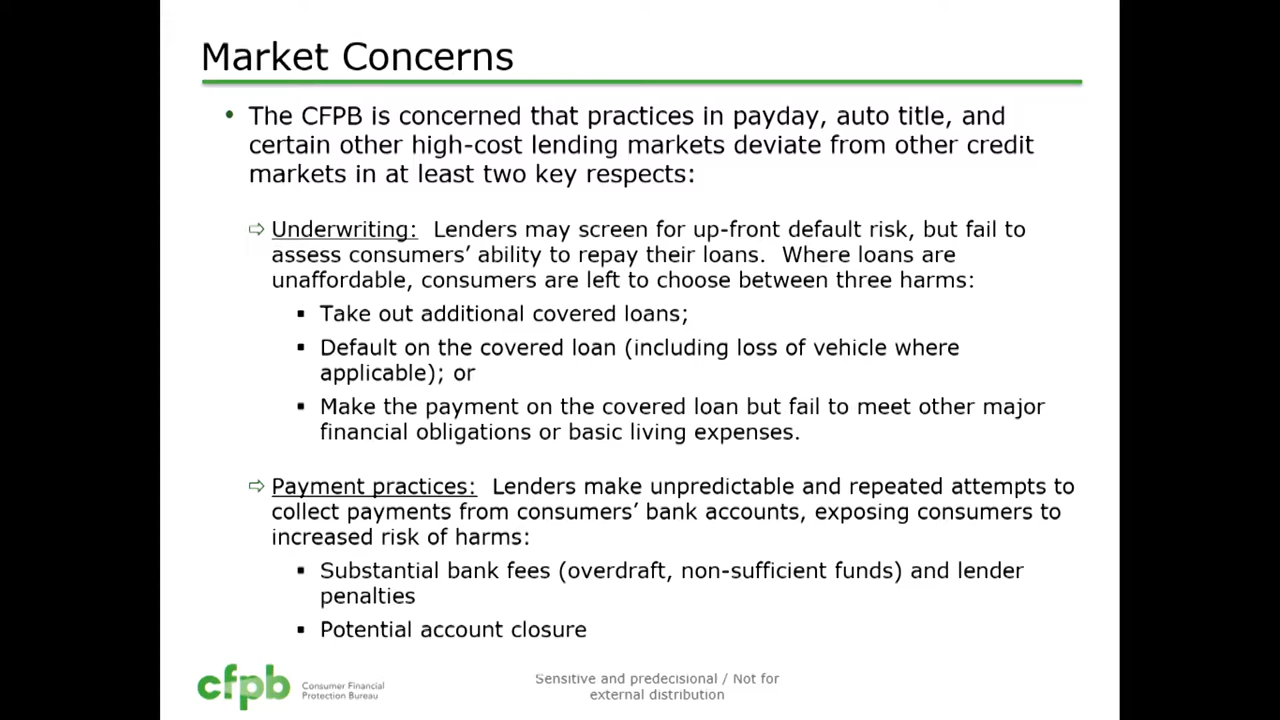 Market Concerns
• The CFPB is concerned that practices in payday, auto title, and
certain other high-cost lending markets deviate from other credit
markets in at least two key respects:
⇨ Underwriting:  Lenders may screen for up-front default risk, but fail to
assess consumers’ ability to repay their loans.  Where loans are
unaffordable, consumers are left to choose between three harms:
▪ Take out additional covered loans;
▪ Default on the covered loan (including loss of vehicle where
applicable); or
▪ Make the payment on the covered loan but fail to meet other major
financial obligations or basic living expenses.
⇨ Payment practices:  Lenders make unpredictable and repeated attempts to
collect payments from consumers’ bank accounts, exposing consumers to
increased risk of harms:
▪ Substantial bank fees (overdraft, non-sufficient funds) and lender
penalties
▪ Potential account closure
cfpb
Consumer Financial
Protection Bureau
Sensitive and predecisional / Not for
external distribution